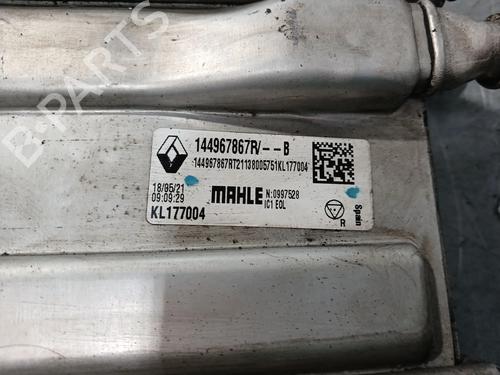 B-PARTS
144967867R/--B
144967867RT21138005751KL177004
18/05/21
09:09:29
MAHLE
N:0997528
IC1 EOL
KL177004
R
Spain